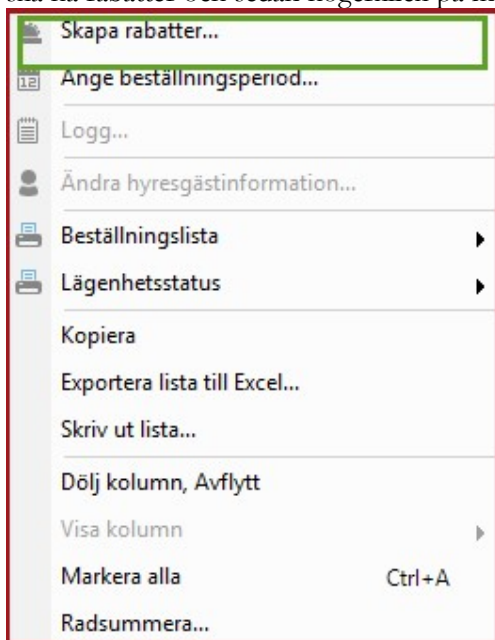 Skapa rabatter...
Ange beställningsperiod...
Logg...
Ändra hyresgästinformation...
Beställningslista
Lägenhetsstatus
Kopiera
Exportera lista till Excel...
Skriv ut lista...
Dölj kolumn, Avflytt
Visa kolumn
Markera alla Ctrl+A
Radsummera...